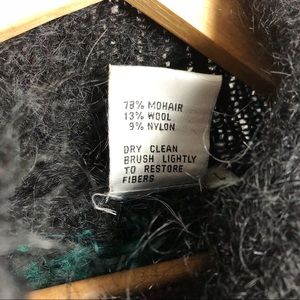 78% MOHAIR
13% WOOL
9% NYLON
DRY CLEAN
BRUSH LIGHTLY
TO RESTORE
FIBERS